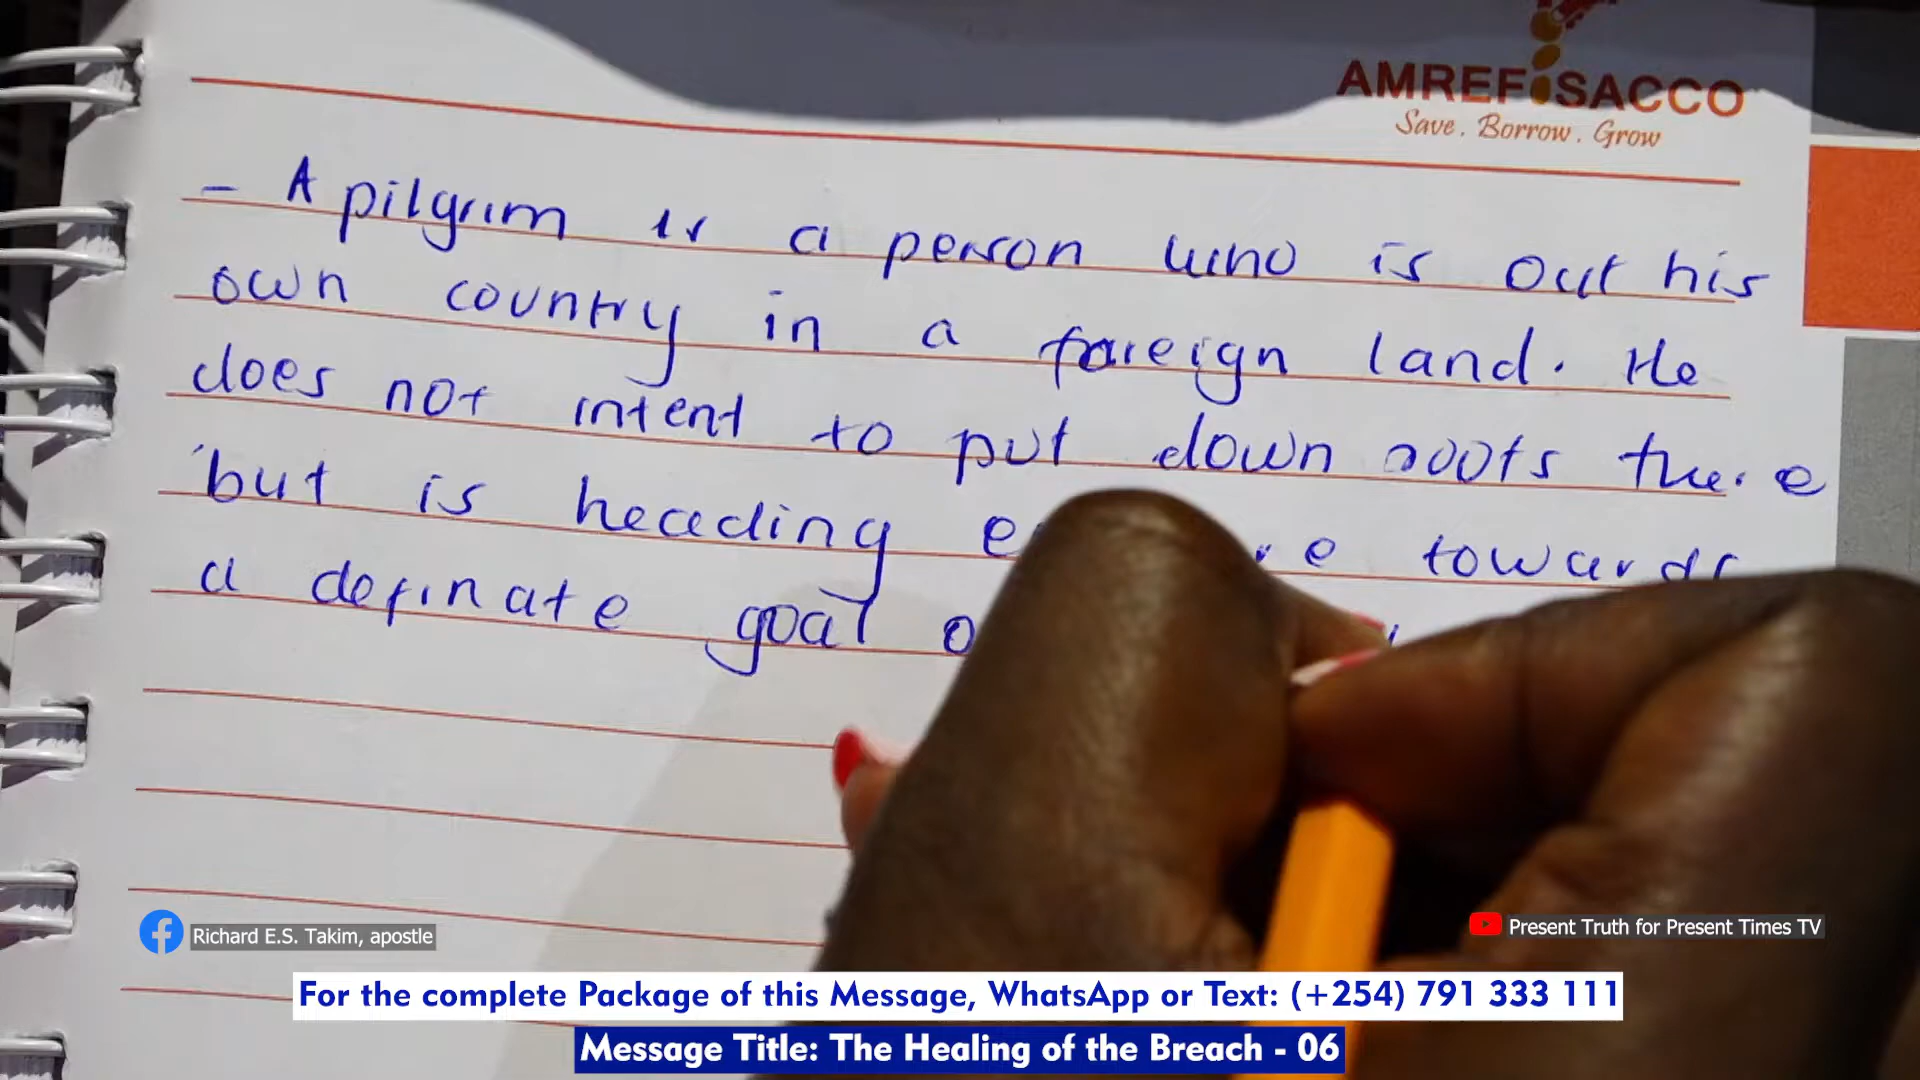 AMREF SACCO
Save. Borrow. Grow
- A pilgrim is a person who is out his
own country in a foreign land. He
does not intent to put down roots there
but is heading towards
a definate goal
Richard E.S. Takim, apostle
Present Truth for Present Times TV
For the complete Package of this Message, WhatsApp or Text: (+254) 791 333 111
Message Title: The Healing of the Breach - 06